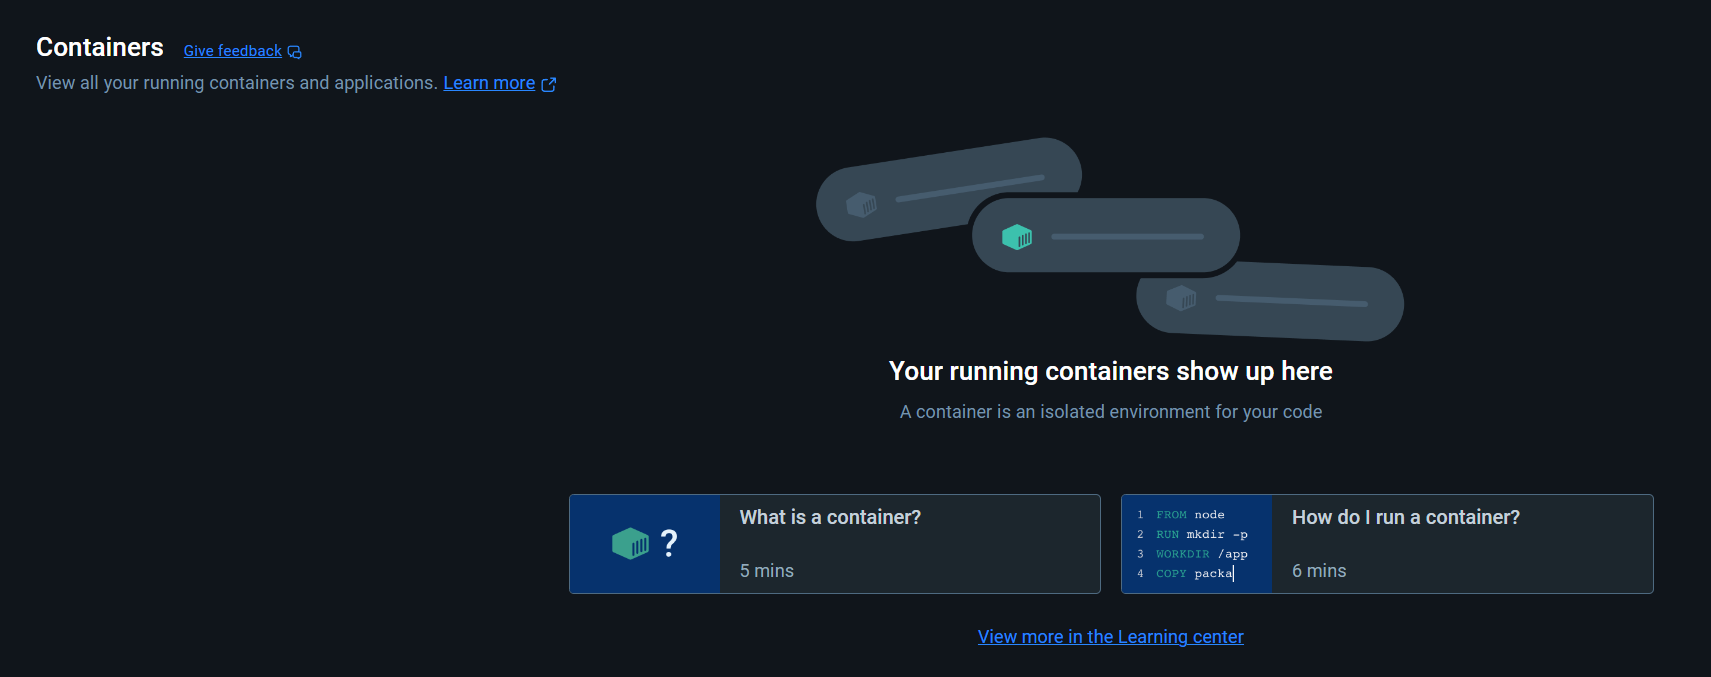 Containers Give feedback
View all your running containers and applications. Learn more
Your running containers show up here
A container is an isolated environment for your code
?
What is a container?
5 mins
1 FROM node
2 RUN mkdir -p
3 WORKDIR /app
4 COPY packa
How do I run a container?
6 mins
View more in the Learning center